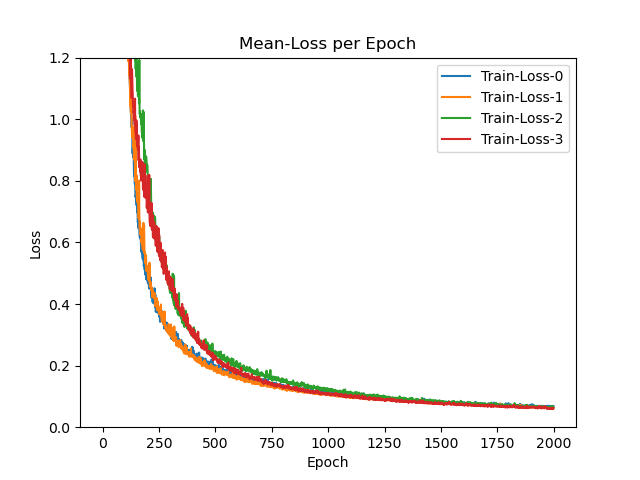 Mean-Loss per Epoch
Loss
1.2
1.0
0.8
0.6
0.4
0.2
0.0
Train-Loss-0
Train-Loss-1
Train-Loss-2
Train-Loss-3
0 250 500 750 1000 1250 1500 1750 2000
Epoch